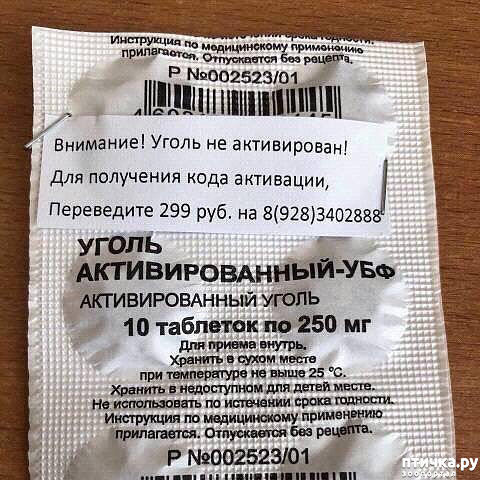 Инструкция по медицинскому применению
прилагается. Отпускается без рецепта.
Р №002523/01
Внимание! Уголь не активирован!
Для получения кода активации,
Переведите 299 руб. на 8(928)3402888
УГОЛЬ
АКТИВИРОВАННЫЙ-УБФ
АКТИВИРОВАННЫЙ УГОЛЬ
10 таблеток по 250 мг
Для приема внутрь.
Хранить в сухом месте
при температуре не выше 25 °С.
Хранить в недоступном для детей месте.
Не использовать по истечении срока годности.
Инструкция по медицинскому применению
прилагается. Отпускается без рецепта.
Р №002523/01
птичка.ру
зоопортал